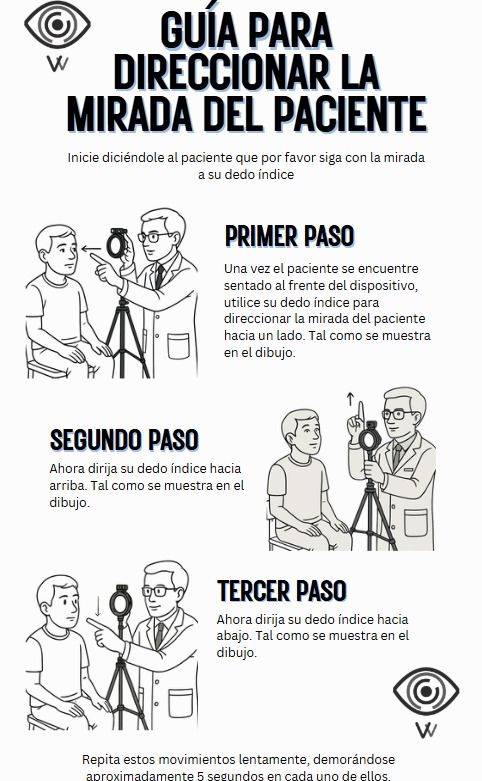 GUÍA PARA
DIRECCIONAR LA
MIRADA DEL PACIENTE
Inicie diciéndole al paciente que por favor siga con la mirada
a su dedo índice
PRIMER PASO
Una vez el paciente se encuentre
sentado al frente del dispositivo,
utilice su dedo índice para
direccionar la mirada del paciente
hacia un lado. Tal como se muestra
en el dibujo.
SEGUNDO PASO
Ahora dirija su dedo índice hacia
arriba. Tal como se muestra en el
dibujo.
TERCER PASO
Ahora dirija su dedo índice hacia
abajo. Tal como se muestra en el
dibujo.
Repita estos movimientos lentamente, demorándose
aproximadamente 5 segundos en cada uno de ellos.